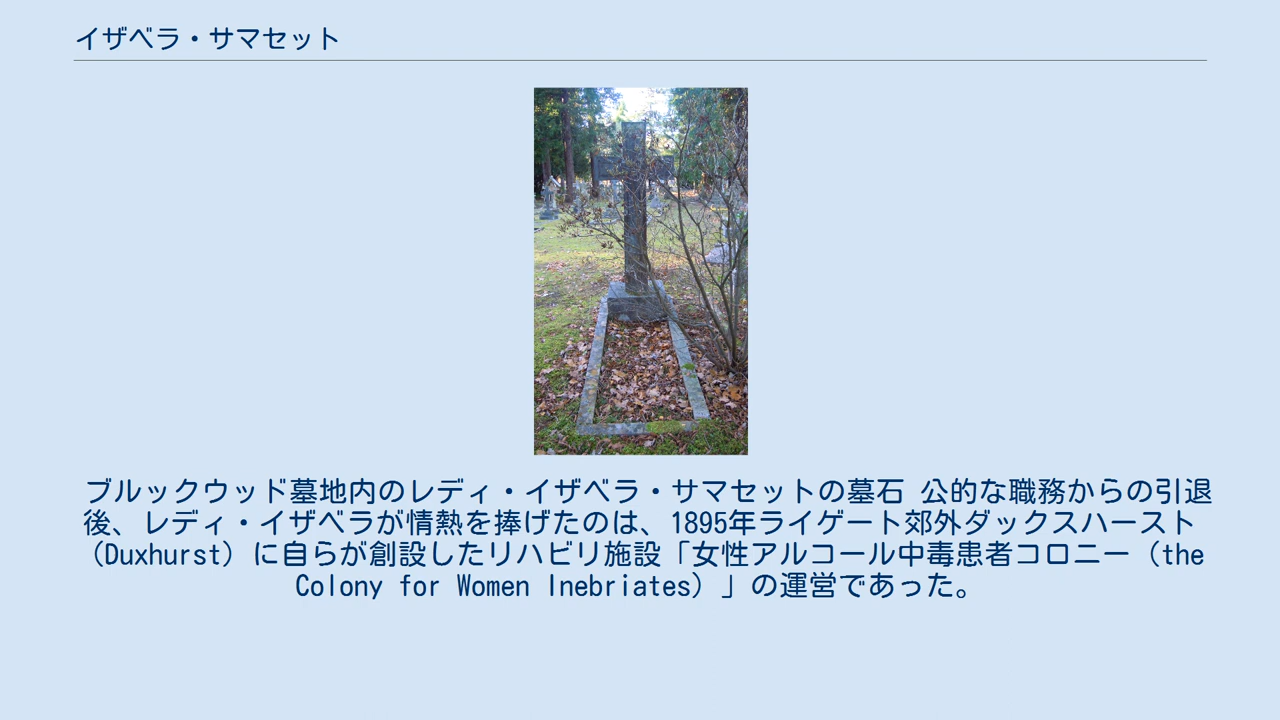 イザベラ・サマセット
ブルックウッド墓地内のレディ・イザベラ・サマセットの墓石 公的な職務からの引退
後、レディ・イザベラが情熱を捧げたのは、1895年ライゲート郊外ダックスハースト
（Duxhurst）に自らが創設したリハビリ施設「女性アルコール中毒患者コロニー（the
Colony for Women Inebriates）」の運営であった。